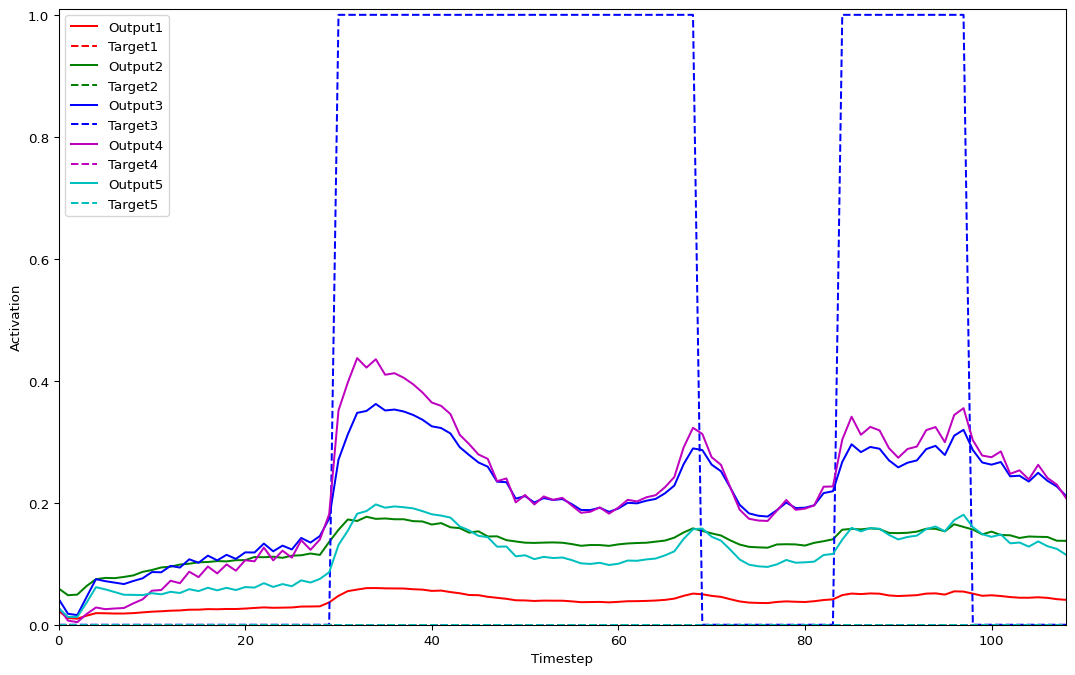 1.0
0.8
0.6
0.4
0.2
0.0
Activation
Output1
Target1
Output2
Target2
Output3
Target3
Output4
Target4
Output5
Target5
0 20 40 60 80 100
Timestep